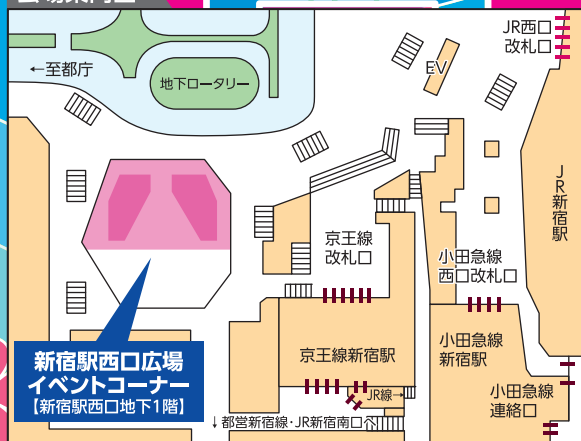 JR西口
改札口
EV
←至都庁
地下ロータリー
JR新宿駅
京王線
改札口
小田急線
西口改札口
新宿駅西口広場
イベントコーナー
【新宿駅西口地下1階】
京王線新宿駅
小田急線
新宿駅
JR線→
小田急線
連絡口
↓都営新宿線・JR新宿南口へ